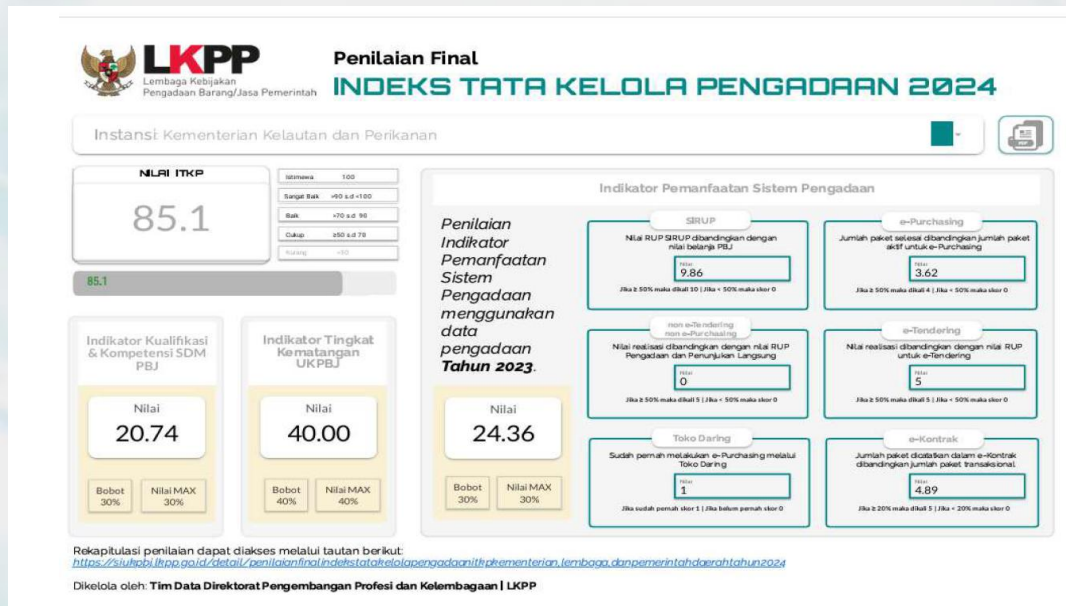 LKPP
Lembaga Kebijakan
Pengadaan Barang/Jasa Pemerintah
Penilaian Final
INDEKS TATA KELOLA PENGADAAN 2024
Instansi: Kementerian Kelautan dan Perikanan
NILAI ITKP
85.1
Istimewa 100
Sangat Baik >90 s.d <100
Baik >70 s.d 90
Cukup ≥50 s.d 70
Kurang <50
85.1
Indikator Kualifikasi
& Kompetensi SDM
PBJ
Nilai
20.74
Bobot
30%
Nilai MAX
30%
Indikator Tingkat
Kematangan
UKPBJ
Nilai
40.00
Bobot
40%
Nilai MAX
40%
Indikator Pemanfaatan Sistem Pengadaan
Penilaian
Indikator
Pemanfaatan
Sistem
Pengadaan
menggunakan
data
pengadaan
Tahun 2023.
Nilai
24.36
Bobot
30%
Nilai MAX
30%
SIRUP
Nilai RUP SIRUP dibandingkan dengan
nilai belanja PBJ
Nilai
9.86
Jika ≥ 50% maka dikali 10 | Jika < 50% maka skor 0
e-Purchasing
Jumlah paket selesai dibandingkan jumlah paket
aktif untuk e-Purchasing
Nilai
3.62
Jika ≥ 50% maka dikali 4 | Jika < 50% maka skor 0
non e-Tendering
non e-Purchasing
Nilai realisasi dibandingkan dengan nilai RUP
Pengadaan dan Penunjukan Langsung
Nilai
0
Jika ≥ 50% maka dikali 5 | Jika < 50% maka skor 0
e-Tendering
Nilai realisasi dibandingkan dengan nilai RUP
untuk e-Tendering
Nilai
5
Jika ≥ 50% maka dikali 5 | Jika < 50% maka skor 0
Toko Daring
Sudah pernah melakukan e-Purchasing melalui
Toko Daring
Nilai
1
Jika sudah pernah skor 1 | Jika belum pernah skor 0
e-Kontrak
Jumlah paket dicatatkan dalam e-Kontrak
dibandingkan jumlah paket transaksional
Nilai
4.89
Jika ≥ 20% maka dikali 5 | Jika < 20% maka skor 0
Rekapitulasi penilaian dapat diakses melalui tautan berikut:
https://siukpbj.lkpp.go.id/detail/penilaianfinalindekstatakelolapengadaanitkpkementerian,lembaga,danpemerintahdaerahtahun2024
Dikelola oleh: Tim Data Direktorat Pengembangan Profesi dan Kelembagaan | LKPP